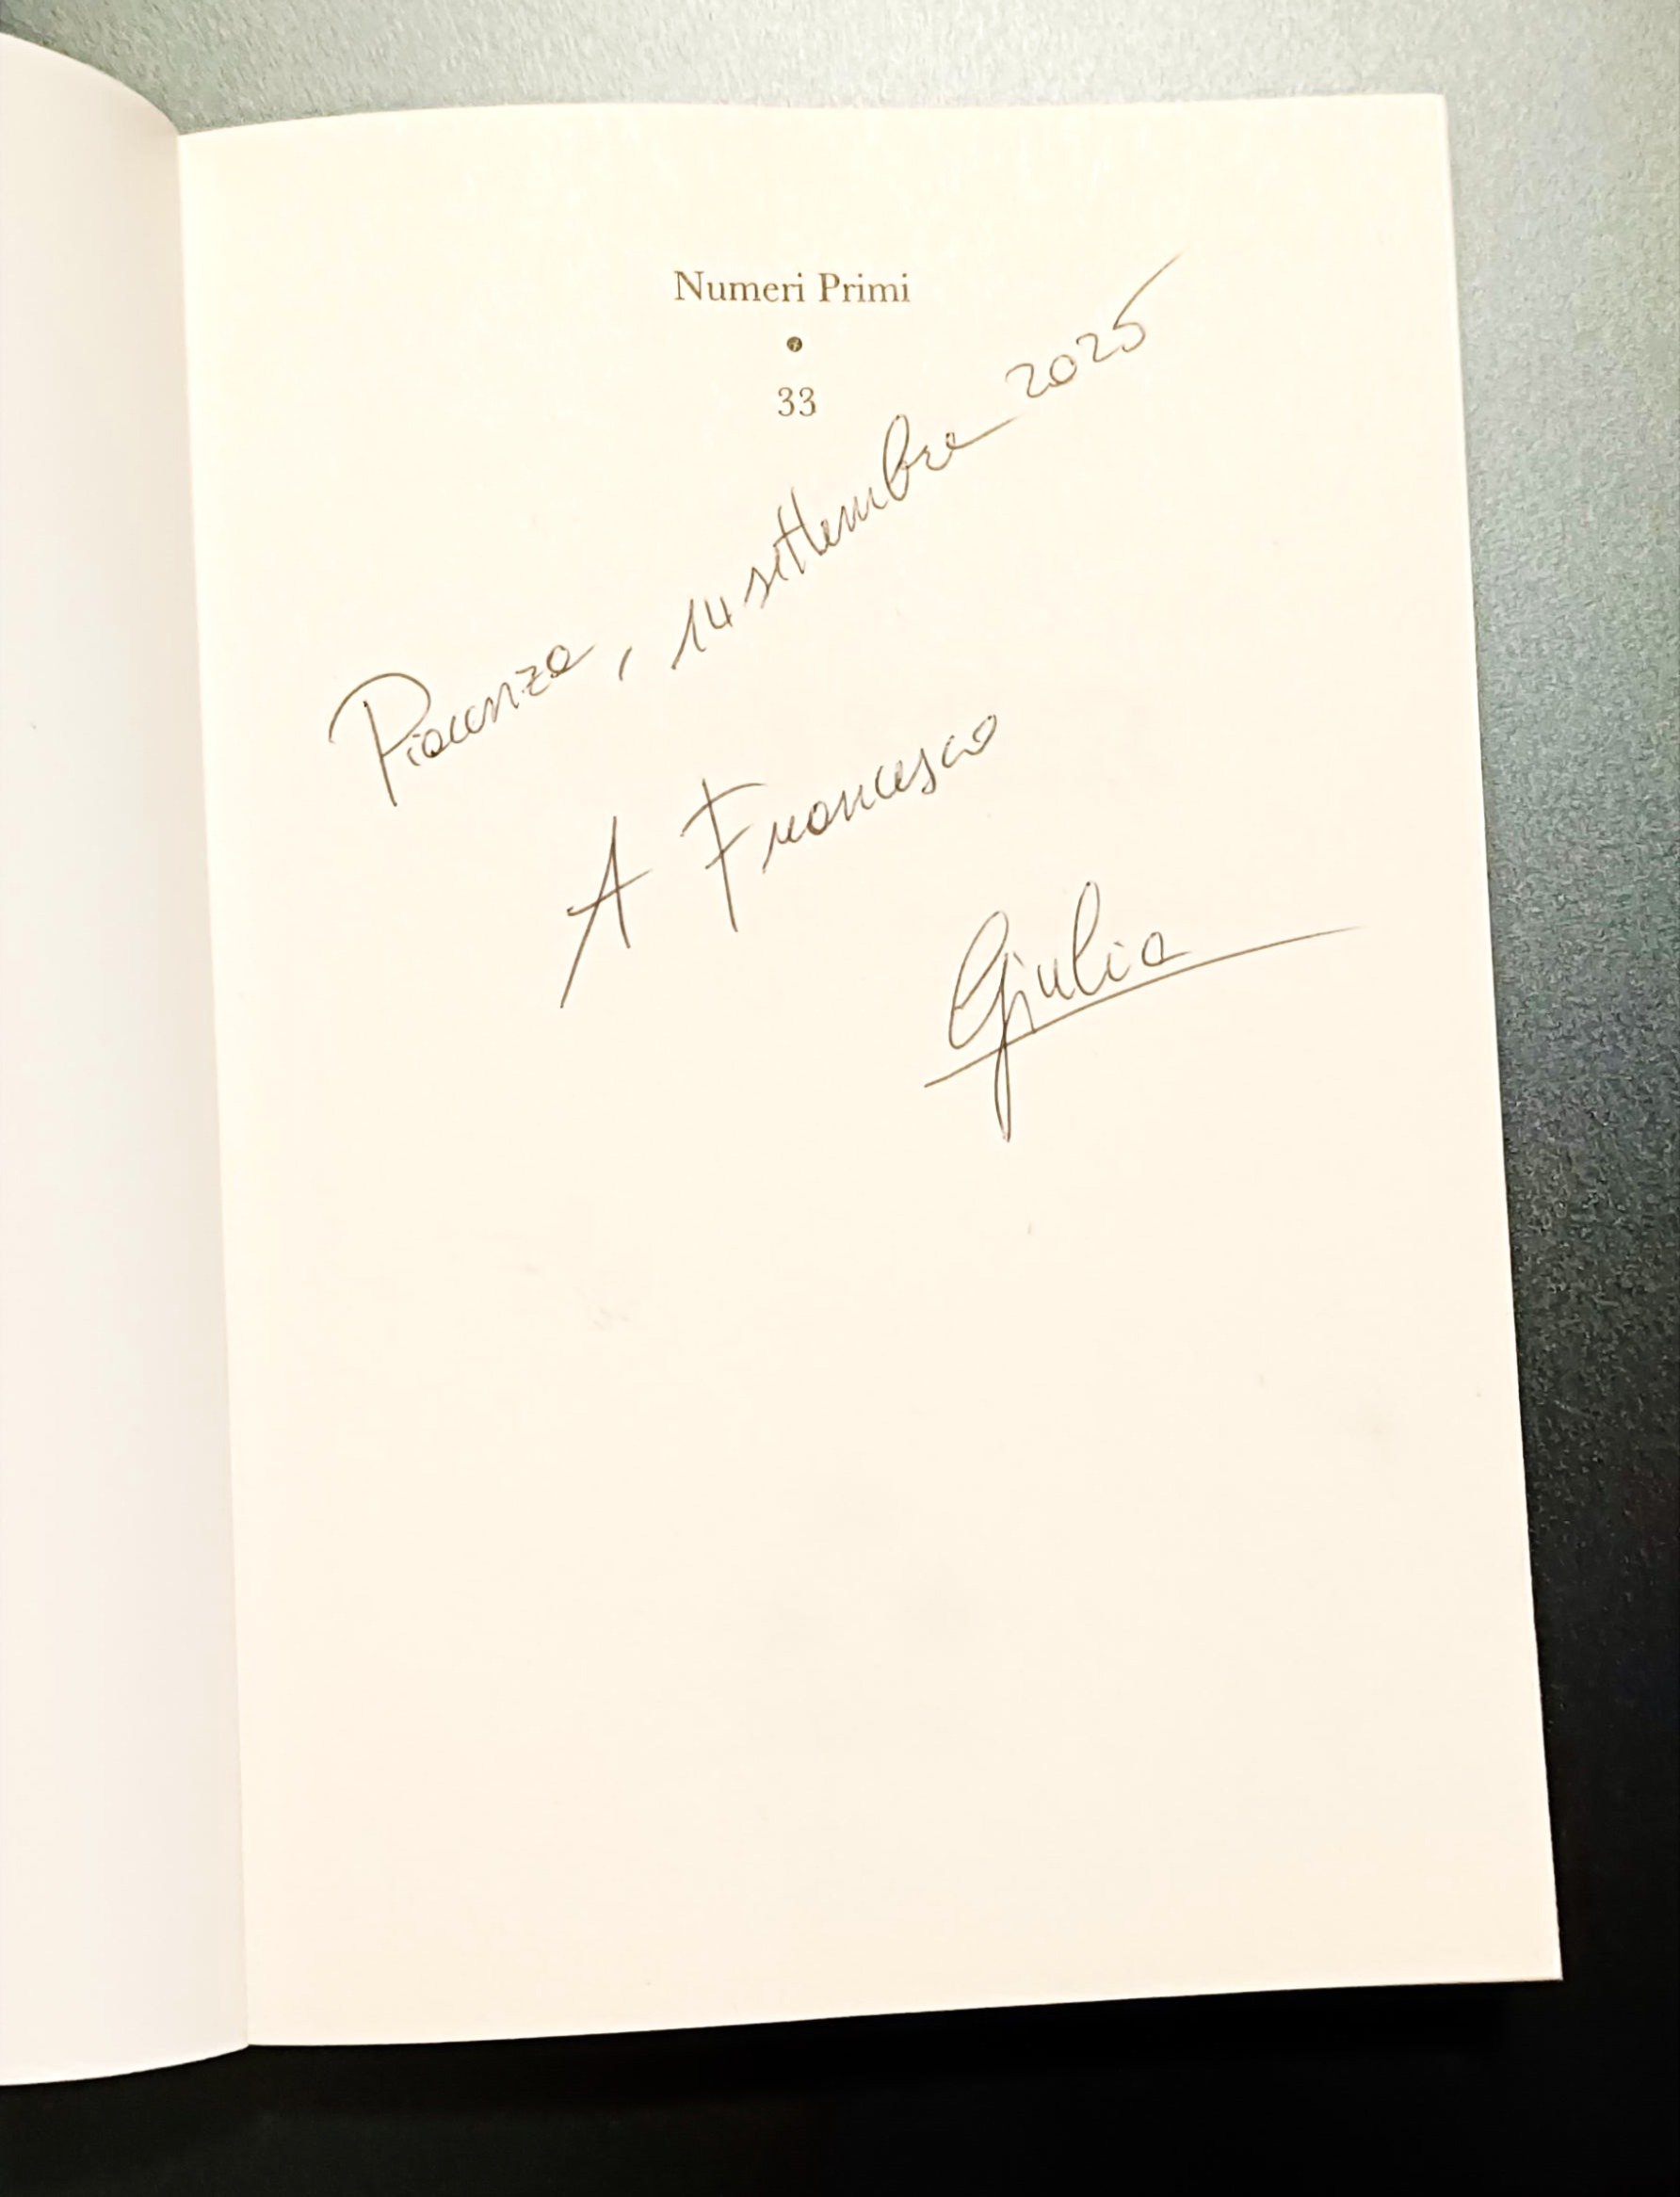 Numeri Primi
•
33
Piacenza, 14 settembre 2025
A Francesco
Giulia